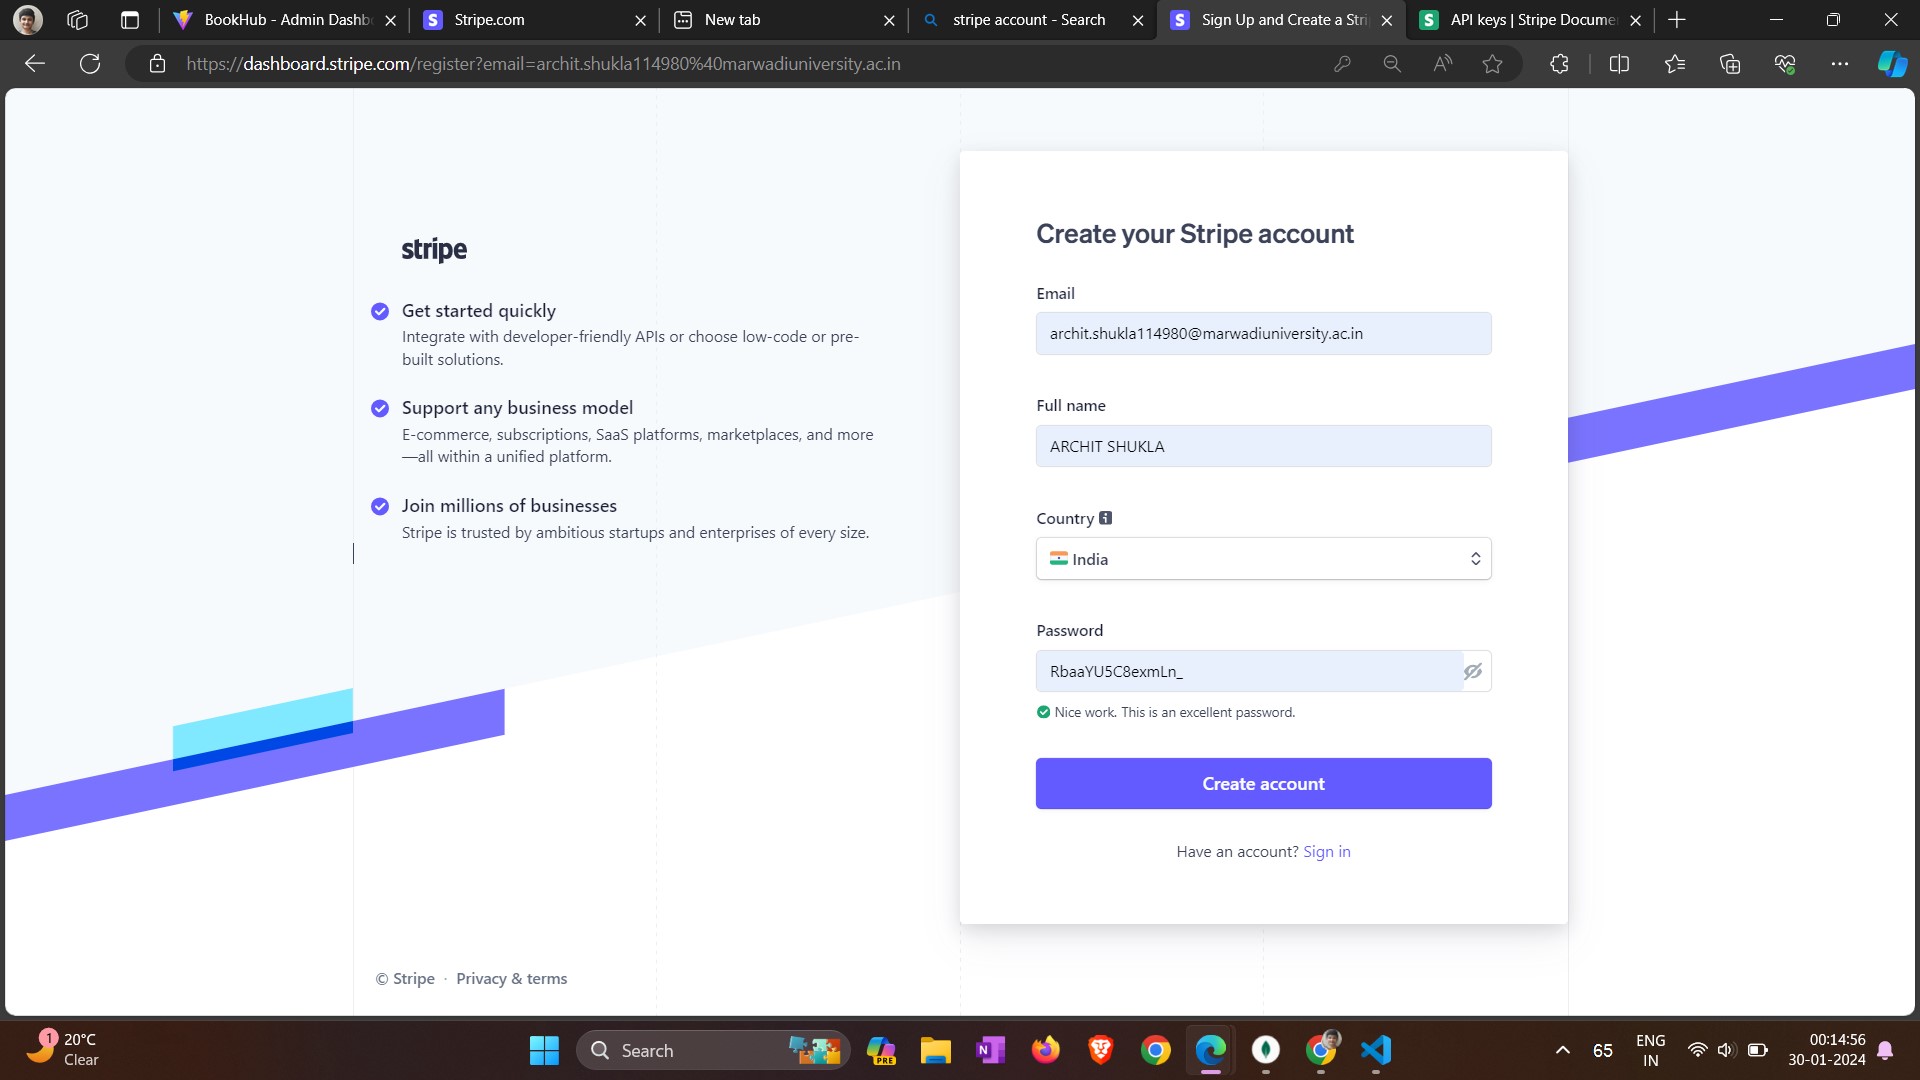 BookHub - Admin Dashb
Stripe.com
New tab
stripe account - Search
Sign Up and Create a Stri
API keys | Stripe Docume
https://dashboard.stripe.com/register?email=archit.shukla114980%40marwadiuniversity.ac.in
stripe
Get started quickly
Integrate with developer-friendly APIs or choose low-code or pre-
built solutions.
Support any business model
E-commerce, subscriptions, SaaS platforms, marketplaces, and more
—all within a unified platform.
Join millions of businesses
Stripe is trusted by ambitious startups and enterprises of every size.
© Stripe · Privacy & terms
Create your Stripe account
Email
archit.shukla114980@marwadiuniversity.ac.in
Full name
ARCHIT SHUKLA
Country
India
Password
RbaaYU5C8exmLn_
Nice work. This is an excellent password.
Create account
Have an account? Sign in
1
20°C
Clear
Search
PRE
65
ENG
IN
00:14:56
30-01-2024